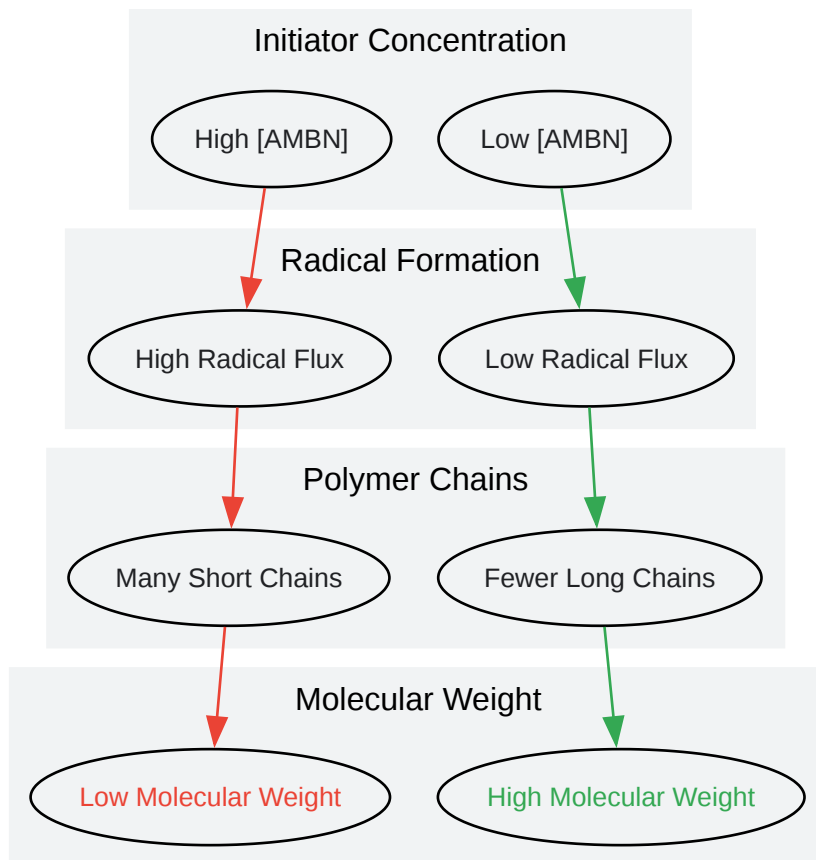 Initiator Concentration
High [AMBN]
Low [AMBN]
Radical Formation
High Radical Flux
Low Radical Flux
Polymer Chains
Many Short Chains
Fewer Long Chains
Molecular Weight
Low Molecular Weight
High Molecular Weight